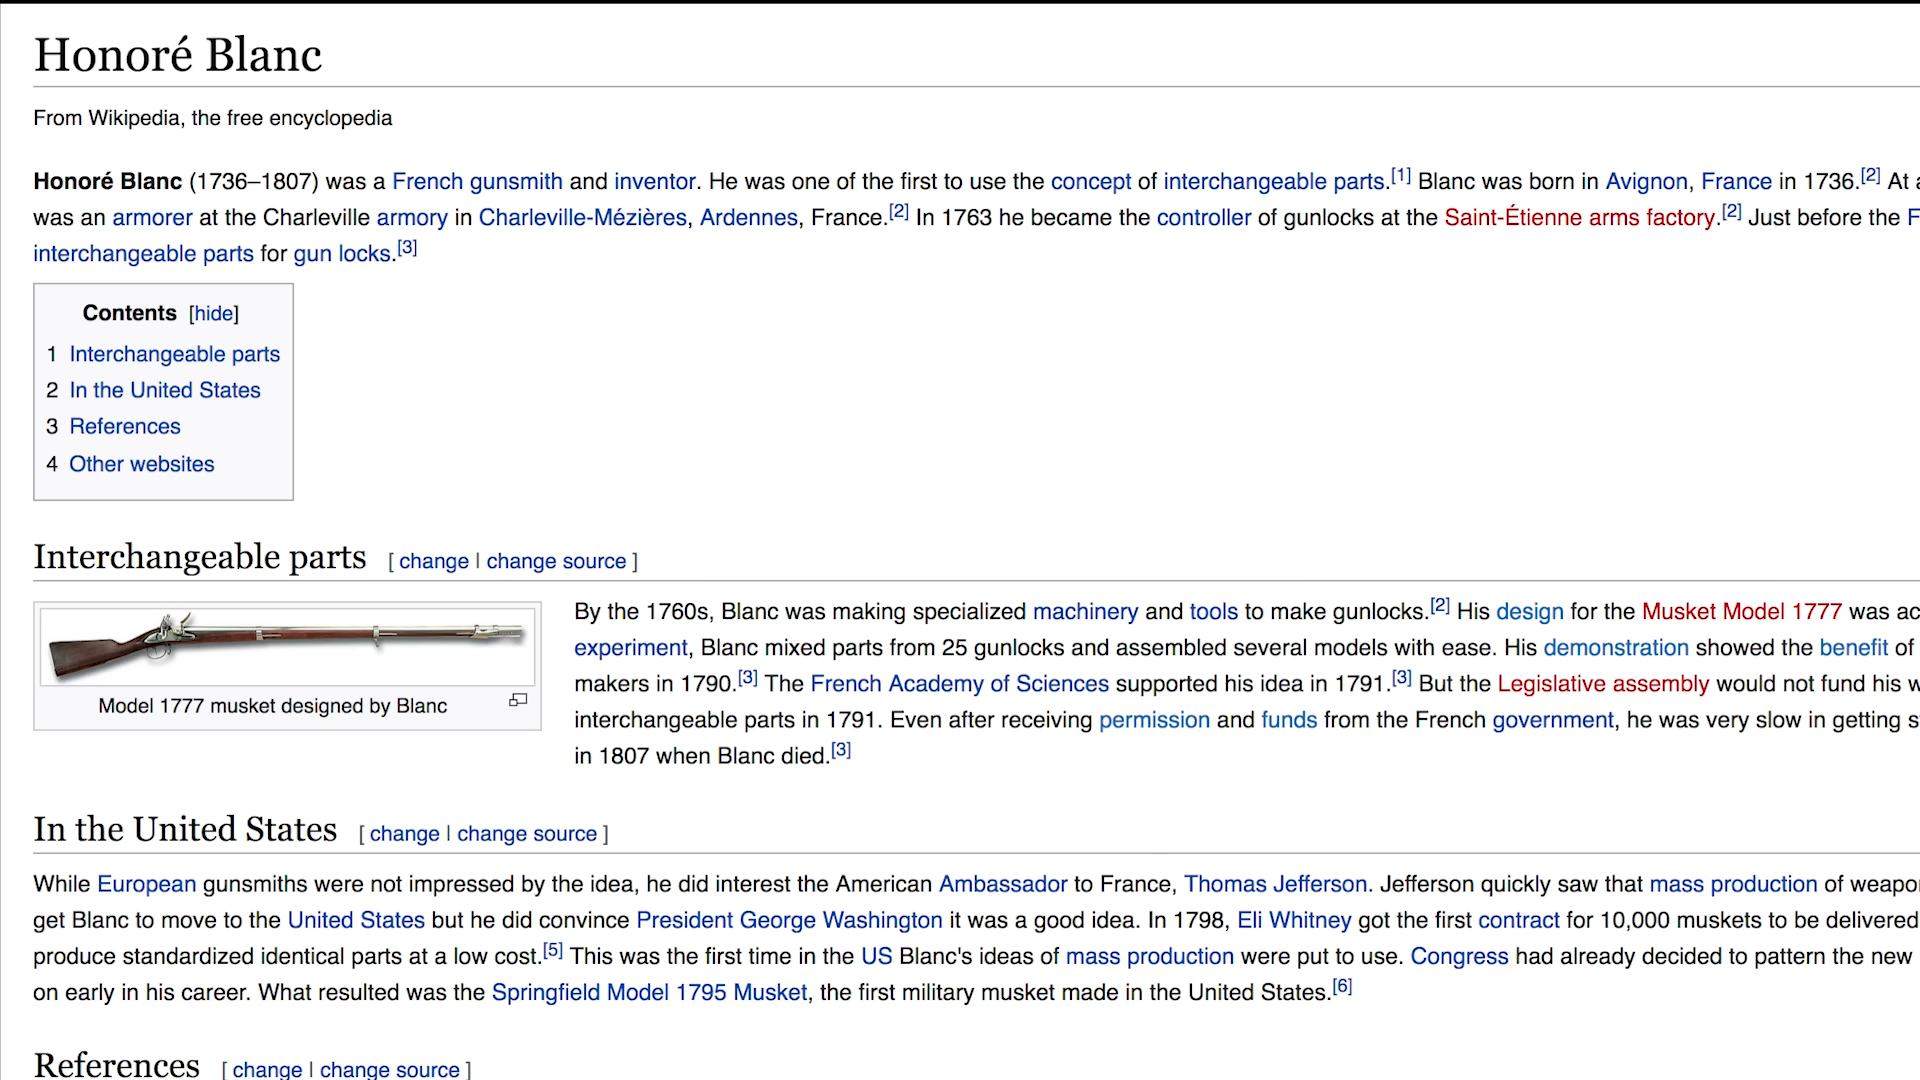 Honoré Blanc
From Wikipedia, the free encyclopedia
Honoré Blanc (1736–1807) was a French gunsmith and inventor. He was one of the first to use the concept of interchangeable parts.[1] Blanc was born in Avignon, France in 1736.[2] At
was an armorer at the Charleville armory in Charleville-Mézières, Ardennes, France.[2] In 1763 he became the controller of gunlocks at the Saint-Étienne arms factory.[2] Just before the
interchangeable parts for gun locks.[3]
Contents [hide]
1 Interchangeable parts
2 In the United States
3 References
4 Other websites
Interchangeable parts [ change | change source ]
By the 1760s, Blanc was making specialized machinery and tools to make gunlocks.[2] His design for the Musket Model 1777 was
experiment, Blanc mixed parts from 25 gunlocks and assembled several models with ease. His demonstration showed the benefit of
makers in 1790.[3] The French Academy of Sciences supported his idea in 1791.[3] But the Legislative assembly would not fund his
interchangeable parts in 1791. Even after receiving permission and funds from the French government, he was very slow in getting
in 1807 when Blanc died.[3]
Model 1777 musket designed by Blanc
In the United States [ change | change source ]
While European gunsmiths were not impressed by the idea, he did interest the American Ambassador to France, Thomas Jefferson. Jefferson quickly saw that mass production of
get Blanc to move to the United States but he did convince President George Washington it was a good idea. In 1798, Eli Whitney got the first contract for 10,000 muskets to be delivered
produce standardized identical parts at a low cost.[5] This was the first time in the US Blanc's ideas of mass production were put to use. Congress had already decided to pattern the new
on early in his career. What resulted was the Springfield Model 1795 Musket, the first military musket made in the United States.[6]
References [ change | change source ]